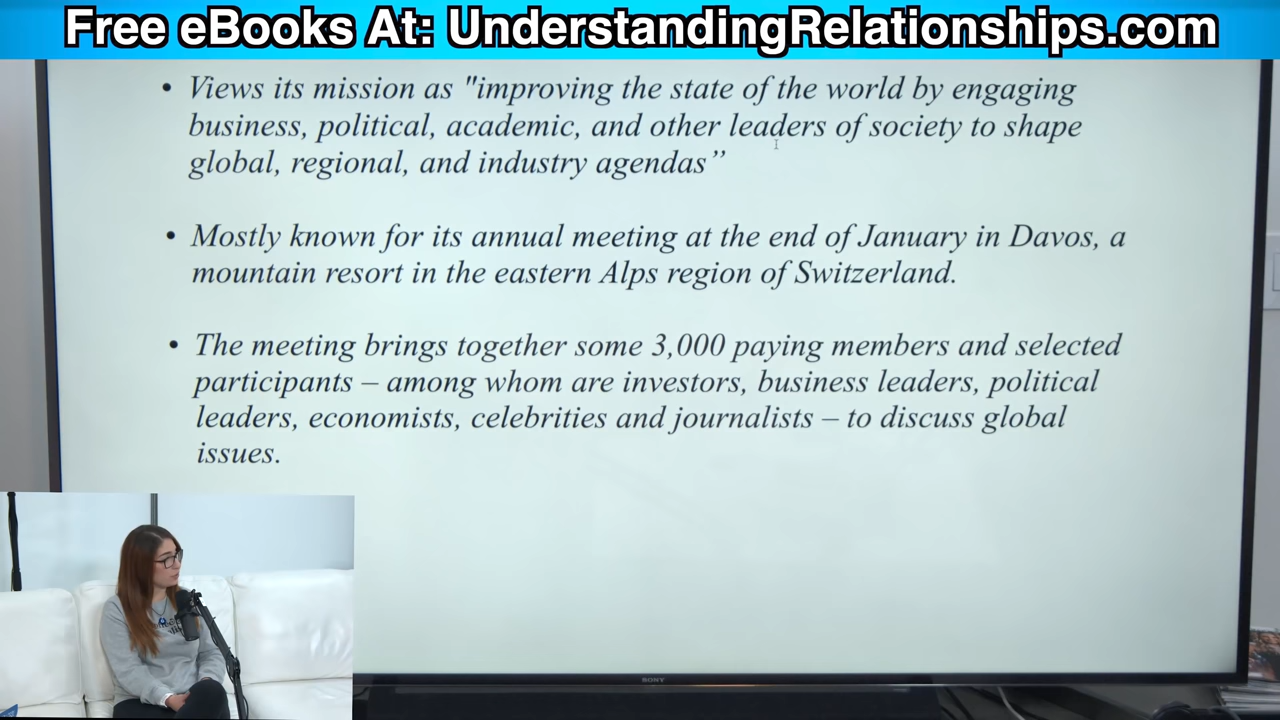 Free eBooks At: UnderstandingRelationships.com
• Views its mission as "improving the state of the world by engaging
business, political, academic, and other leaders of society to shape
global, regional, and industry agendas”
• Mostly known for its annual meeting at the end of January in Davos, a
mountain resort in the eastern Alps region of Switzerland.
• The meeting brings together some 3,000 paying members and selected
participants – among whom are investors, business leaders, political
leaders, economists, celebrities and journalists – to discuss global
issues.
SONY